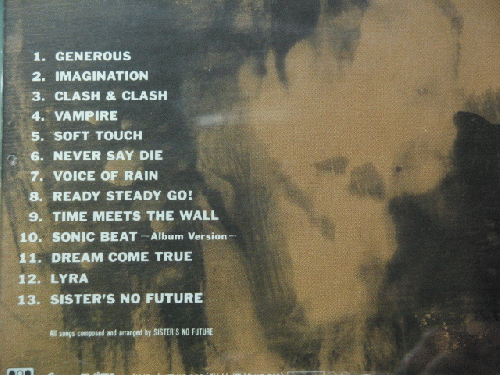 1. GENEROUS
2. IMAGINATION
3. CLASH & CLASH
4. VAMPIRE
5. SOFT TOUCH
6. NEVER SAY DIE
7. VOICE OF RAIN
8. READY STEADY GO!
9. TIME MEETS THE WALL
10. SONIC BEAT —Album Version—
11. DREAM COME TRUE
12. LYRA
13. SISTER'S NO FUTURE
All songs composed and arranged by SISTER'S NO FUTURE